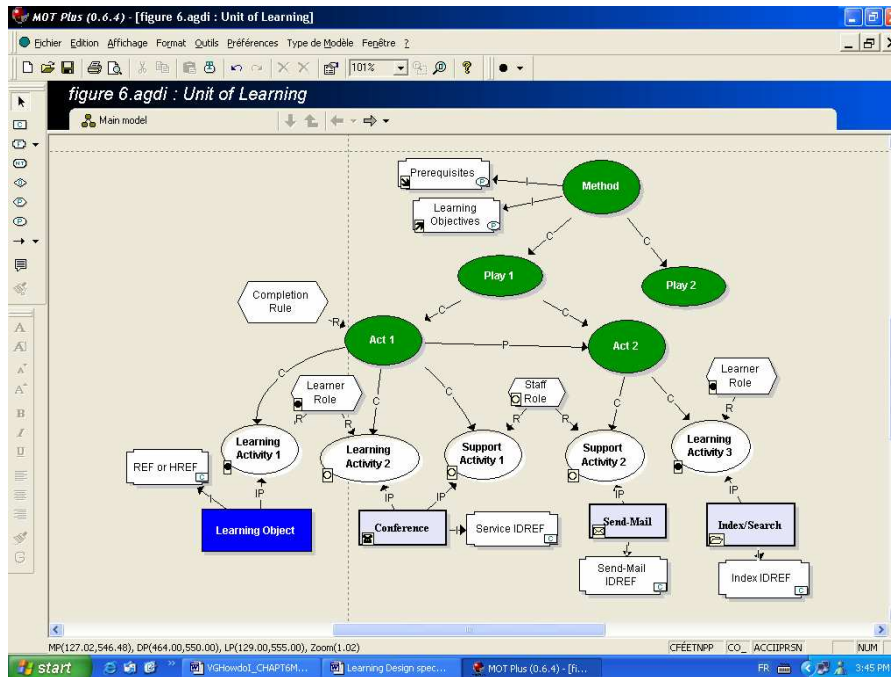 MOT Plus (0.6.4) - [figure 6.agdi : Unit of Learning]
Fichier Edition Affichage Format Outils Préférences Type de Modèle Fenêtre ?
101%
figure 6.agdi : Unit of Learning
Main model
Prerequisites
I
Method
Learning
Objectives
I
C
C
Play 1
Play 2
Completion
Rule
R
C
C
Act 1
P
Act 2
C
Learner
Role
R
R
C
C
Staff
Role
R
R
C
C
Learner
Role
R
Learning
Activity 1
Learning
Activity 2
Support
Activity 1
Support
Activity 2
Learning
Activity 3
REF or HREF
I
IP
IP
IP
IP
IP
Learning Object
Conference
I
Service IDREF
Send-Mail
Index/Search
I
I
Send-Mail
IDREF
Index IDREF
MP(127.02,546.48), DP(464.00,550.00), LP(129.00,555.00), Zoom(1.02)
CFÉETNPP CO_ ACCIIPRSN NUM
start
VGHowdoI_CHAPT6M...
Learning Design spec...
MOT Plus (0.6.4) - [fi...
FR
3:45 PM